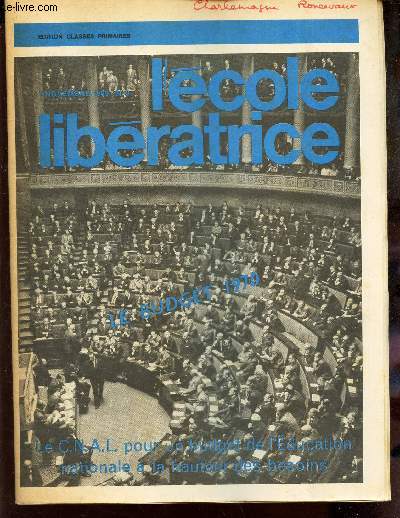 Charlemagne Roncevaux
EDITION CLASSES PRIMAIRES
l'école
libératrice
LE BUDGET 1970
Le C.N.A.L. pour un budget de l'Éducation
nationale à la hauteur des besoins